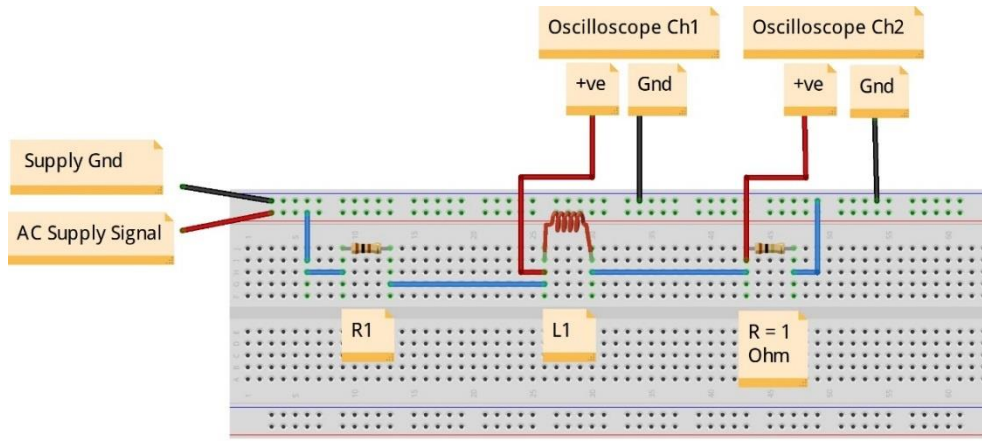 Oscilloscope Ch1
Oscilloscope Ch2
+ve
Gnd
+ve
Gnd
Supply Gnd
AC Supply Signal
R1
L1
R = 1
Ohm